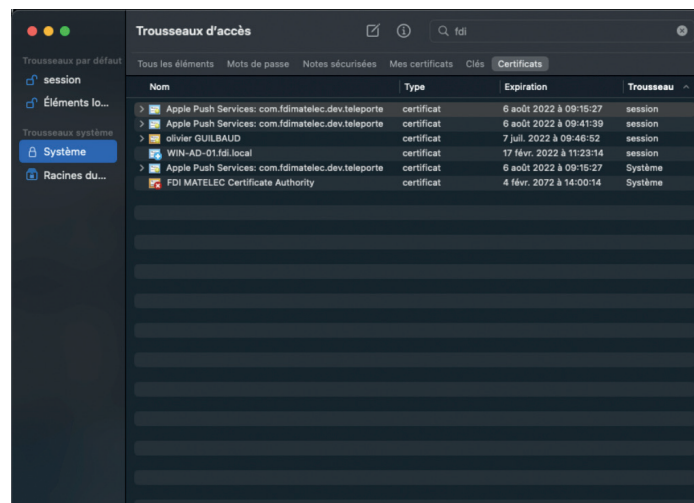 Trousseaux d'accès
fdi
Trousseaux par défaut
session
Éléments lo...
Trousseaux système
Système
Racines du...
Tous les éléments Mots de passe Notes sécurisées Mes certificats Clés Certificats
Nom Type Expiration Trousseau
Apple Push Services: com.fdimatelec.dev.teleporte certificat 6 août 2022 à 09:15:27 session
Apple Push Services: com.fdimatelec.dev.teleporte certificat 6 août 2022 à 09:41:39 session
olivier GUILBAUD certificat 7 juil. 2022 à 09:46:52 session
WIN-AD-01.fdi.local certificat 17 févr. 2022 à 11:23:14 session
Apple Push Services: com.fdimatelec.dev.teleporte certificat 6 août 2022 à 09:15:27 Système
FDI MATELEC Certificate Authority certificat 4 févr. 2072 à 14:00:14 Système